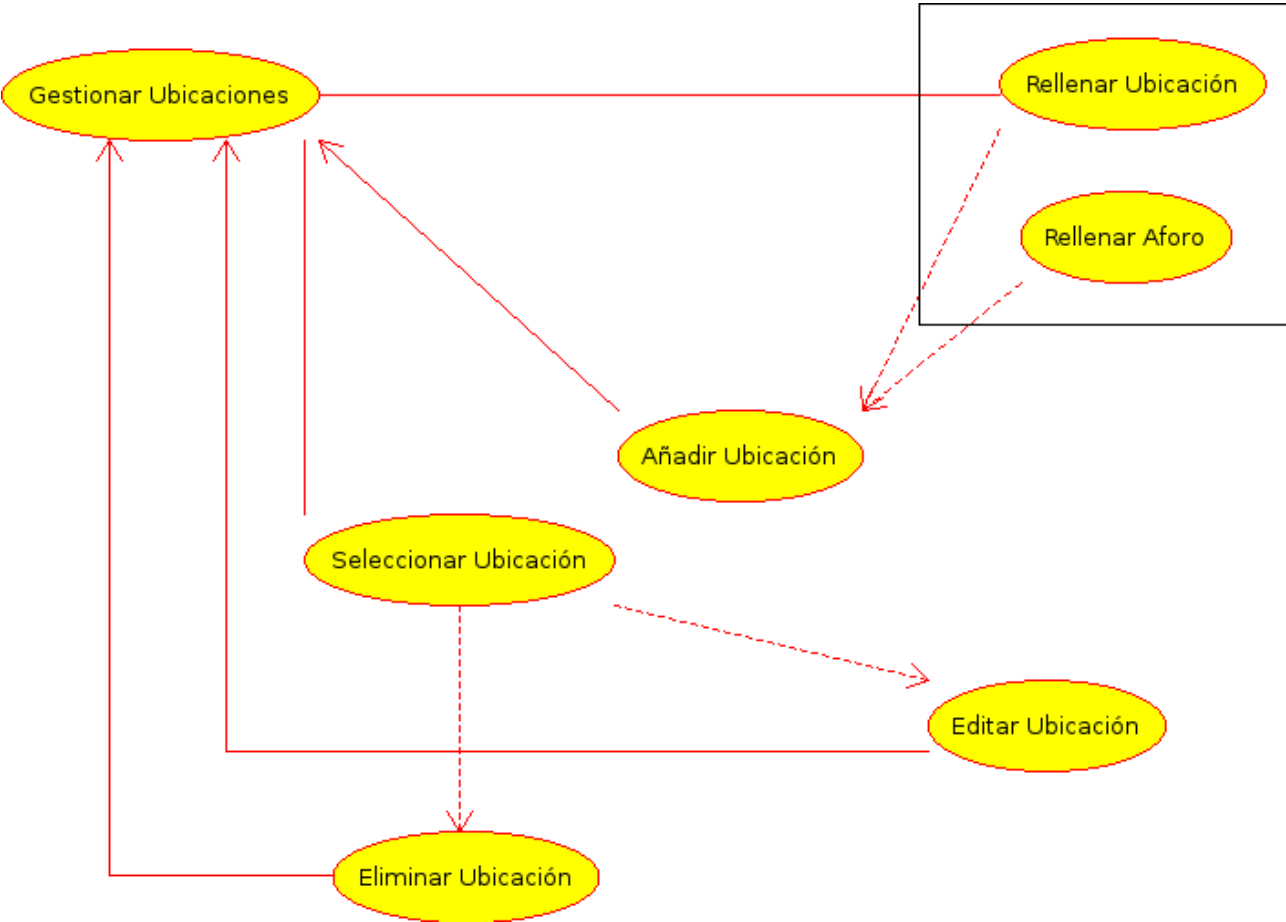 Gestionar Ubicaciones
Rellenar Ubicación
Rellenar Aforo
Añadir Ubicación
Seleccionar Ubicación
Editar Ubicación
Eliminar Ubicación